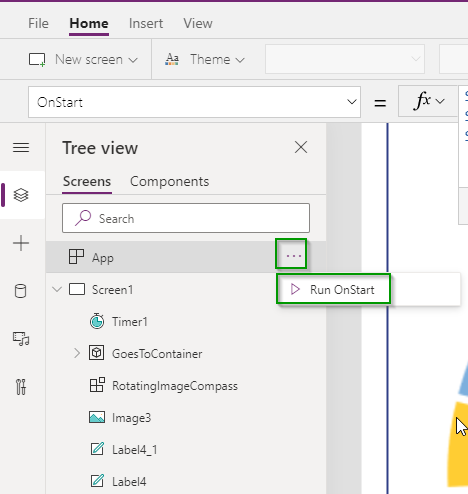 File Home Insert View
New screen Theme
OnStart = fx
Tree view
Screens Components
Search
App ...
Run OnStart
Screen1
Timer1
GoesToContainer
RotatingImageCompass
Image3
Label4_1
Label4